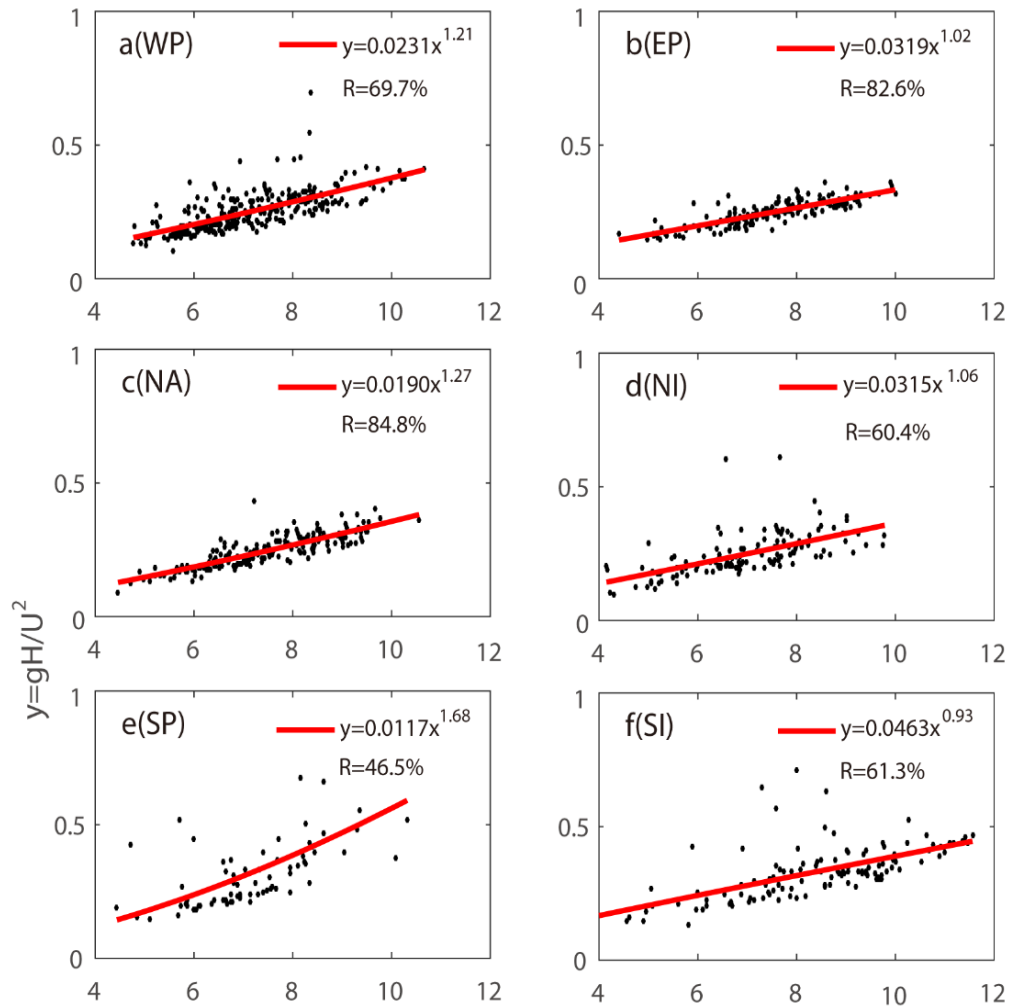 1
a(WP)
y=0.0231x^1.21
R=69.7%
0.5
0
4 6 8 10 12
1
b(EP)
y=0.0319x^1.02
R=82.6%
0.5
0
4 6 8 10 12
1
c(NA)
y=0.0190x^1.27
R=84.8%
0.5
0
4 6 8 10 12
1
d(NI)
y=0.0315x^1.06
R=60.4%
0.5
0
4 6 8 10 12
y=gH/U^2
1
e(SP)
y=0.0117x^1.68
R=46.5%
0.5
0
4 6 8 10 12
1
f(SI)
y=0.0463x^0.93
R=61.3%
0.5
0
4 6 8 10 12